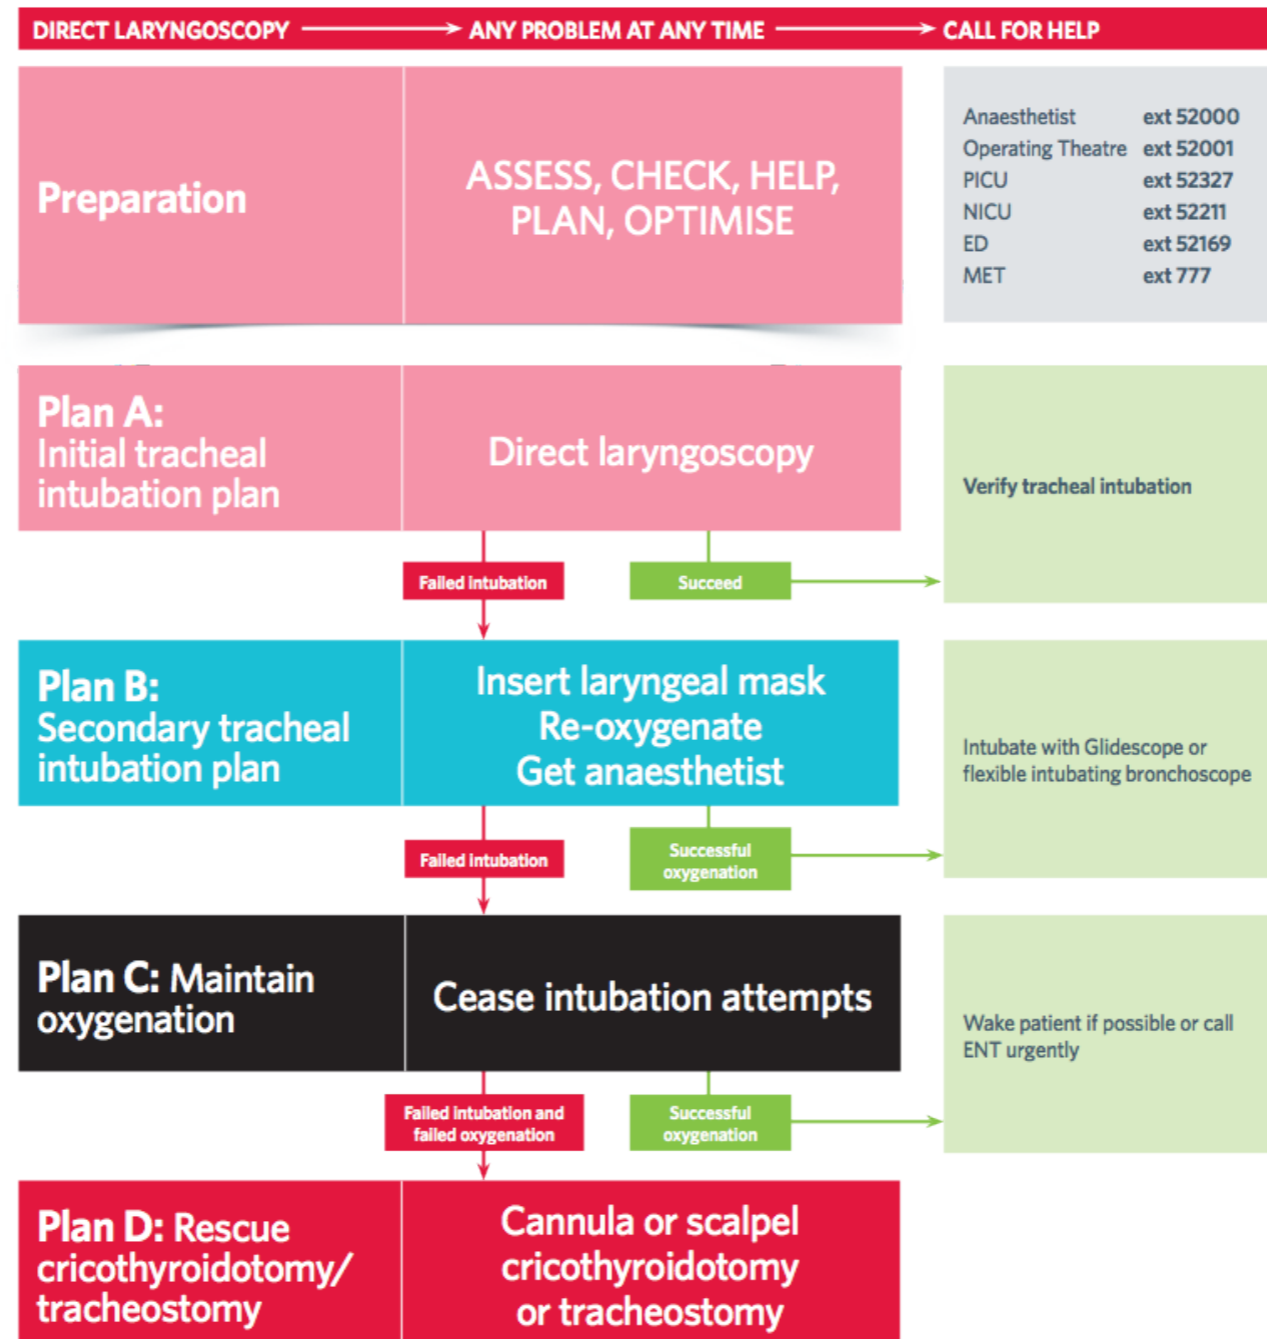 DIRECT LARYNGOSCOPY ANY PROBLEM AT ANY TIME CALL FOR HELP
Preparation
ASSESS, CHECK, HELP,
PLAN, OPTIMISE
Anaesthetist ext 52000
Operating Theatre ext 52001
PICU ext 52327
NICU ext 52211
ED ext 52169
MET ext 777
Plan A:
Initial tracheal
intubation plan
Direct laryngoscopy
Verify tracheal intubation
Failed intubation
Succeed
Plan B:
Secondary tracheal
intubation plan
Insert laryngeal mask
Re-oxygenate
Get anaesthetist
Intubate with Glidescope or
flexible intubating bronchoscope
Failed intubation
Successful
oxygenation
Plan C: Maintain
oxygenation
Cease intubation attempts
Wake patient if possible or call
ENT urgently
Failed intubation and
failed oxygenation
Successful
oxygenation
Plan D: Rescue
cricothyroidotomy/
tracheostomy
Cannula or scalpel
cricothyroidotomy
or tracheostomy